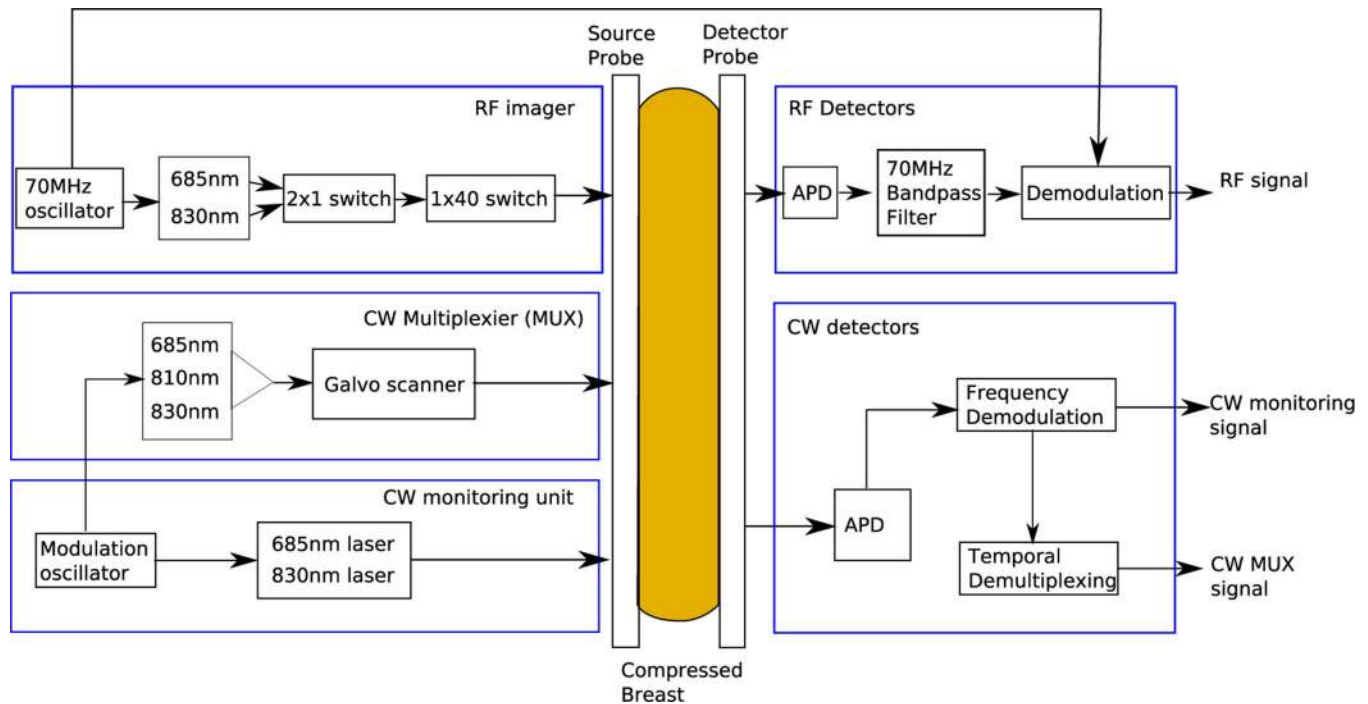 Source
Probe
Detector
Probe
RF imager
70MHz
oscillator
685nm
830nm
2x1 switch
1x40 switch
RF Detectors
APD
70MHz
Bandpass
Filter
Demodulation
RF signal
CW Multiplexier (MUX)
685nm
810nm
830nm
Galvo scanner
CW monitoring unit
Modulation
oscillator
685nm laser
830nm laser
CW detectors
APD
Frequency
Demodulation
CW monitoring
signal
Temporal
Demultiplexing
CW MUX
signal
Compressed
Breast